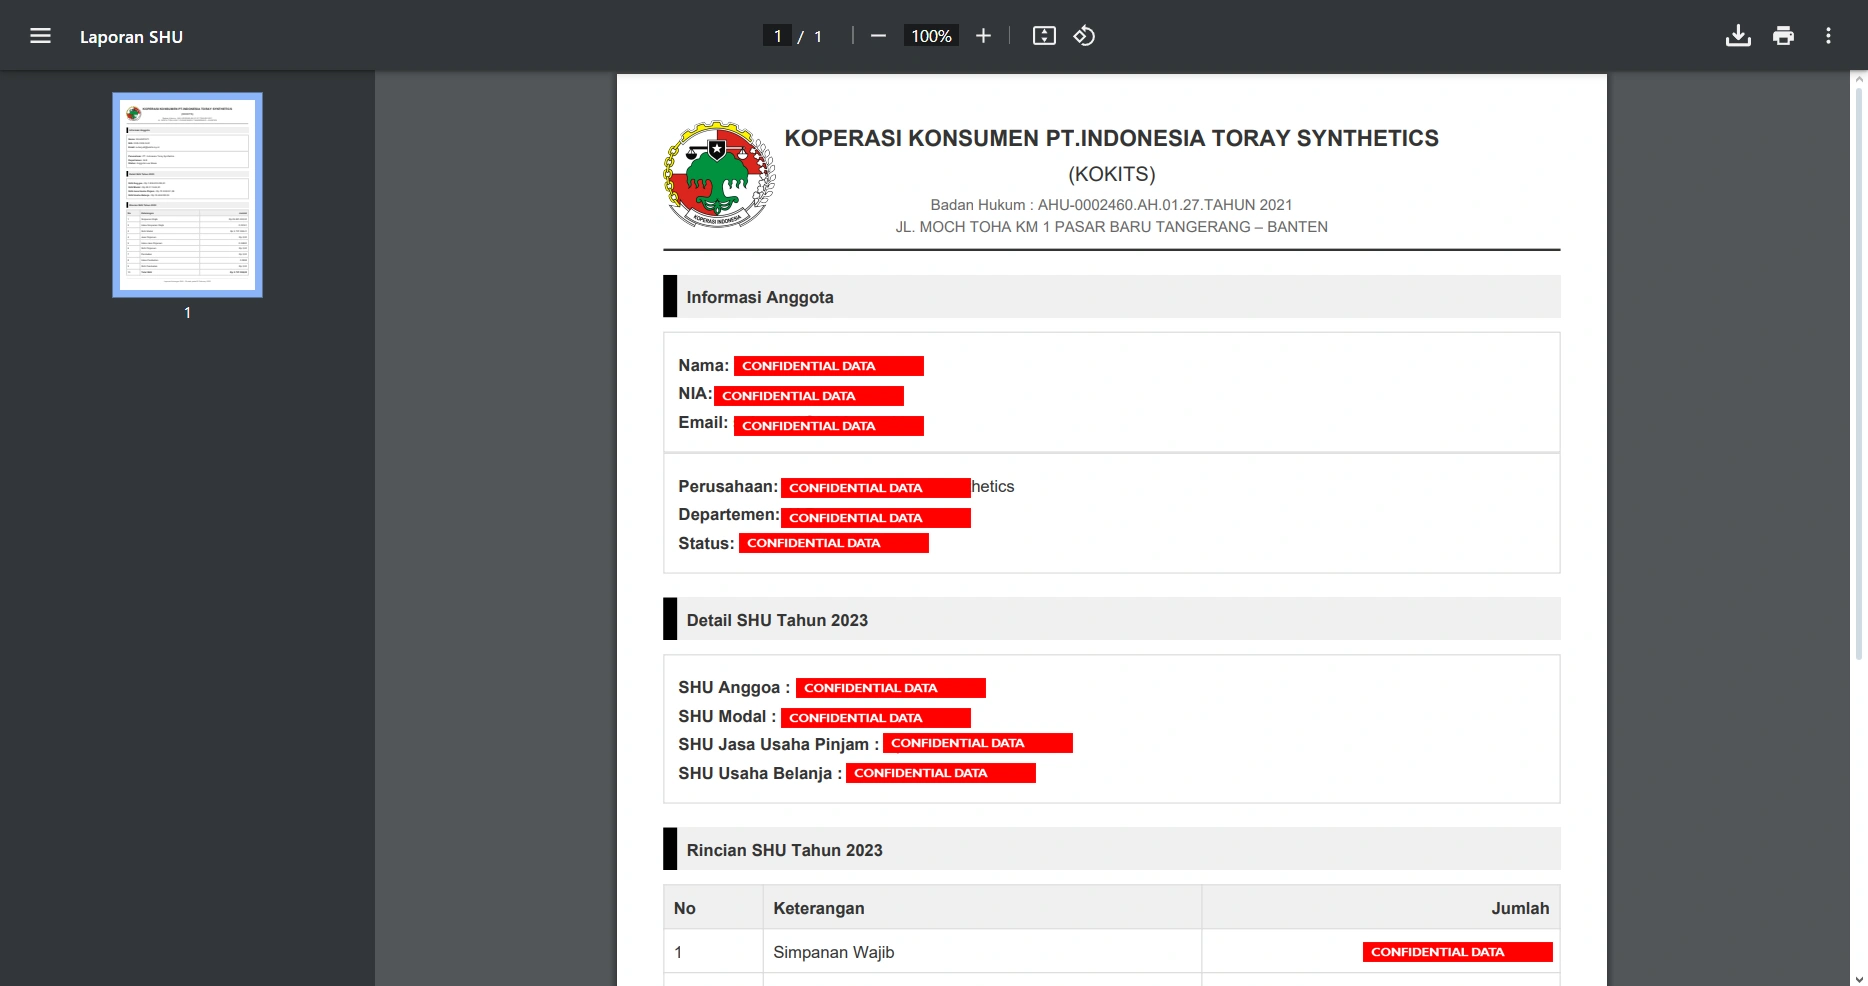 Laporan SHU
1 / 1
100%
1
KOPERASI KONSUMEN PT.INDONESIA TORAY SYNTHETICS
(KOKITS)
Badan Hukum : AHU-0002460.AH.01.27.TAHUN 2021
JL. MOCH TOHA KM 1 PASAR BARU TANGERANG – BANTEN
KOPERASI INDONESIA
Informasi Anggota
Nama: CONFIDENTIAL DATA
NIA: CONFIDENTIAL DATA
Email: CONFIDENTIAL DATA
Perusahaan: CONFIDENTIAL DATA hetics
Departemen: CONFIDENTIAL DATA
Status: CONFIDENTIAL DATA
Detail SHU Tahun 2023
SHU Anggoa : CONFIDENTIAL DATA
SHU Modal : CONFIDENTIAL DATA
SHU Jasa Usaha Pinjam : CONFIDENTIAL DATA
SHU Usaha Belanja : CONFIDENTIAL DATA
Rincian SHU Tahun 2023
No Keterangan Jumlah
1 Simpanan Wajib CONFIDENTIAL DATA